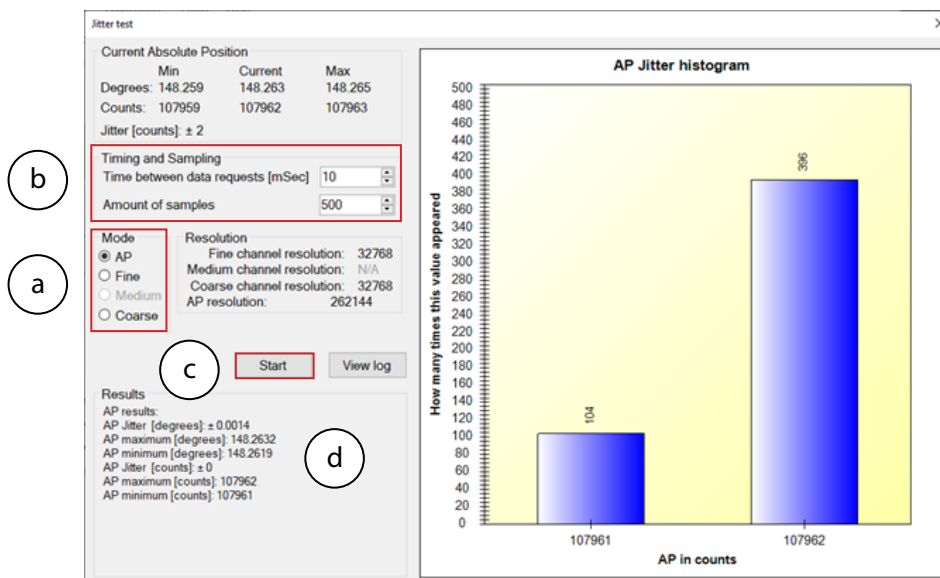 Jitter test
Current Absolute Position
Min Current Max
Degrees: 148.259 148.263 148.265
Counts: 107959 107962 107963
Jitter [counts]: ± 2
b
Timing and Sampling
Time between data requests [mSec] 10
Amount of samples 500
a
Mode
AP
Fine
Medium
Coarse
Resolution
Fine channel resolution: 32768
Medium channel resolution: N/A
Coarse channel resolution: 32768
AP resolution: 262144
c
Start
View log
Results
AP results:
AP Jitter [degrees]: ± 0.0014
AP maximum [degrees]: 148.2632
AP minimum [degrees]: 148.2619
AP Jitter [counts]: ± 0
AP maximum [counts]: 107962
AP minimum [counts]: 107961
d
AP Jitter histogram
How many times this value appeared
500
480
460
440
420
400
380
360
340
320
300
280
260
240
220
200
180
160
140
120
100
80
60
40
20
0
104
396
107961 107962
AP in counts